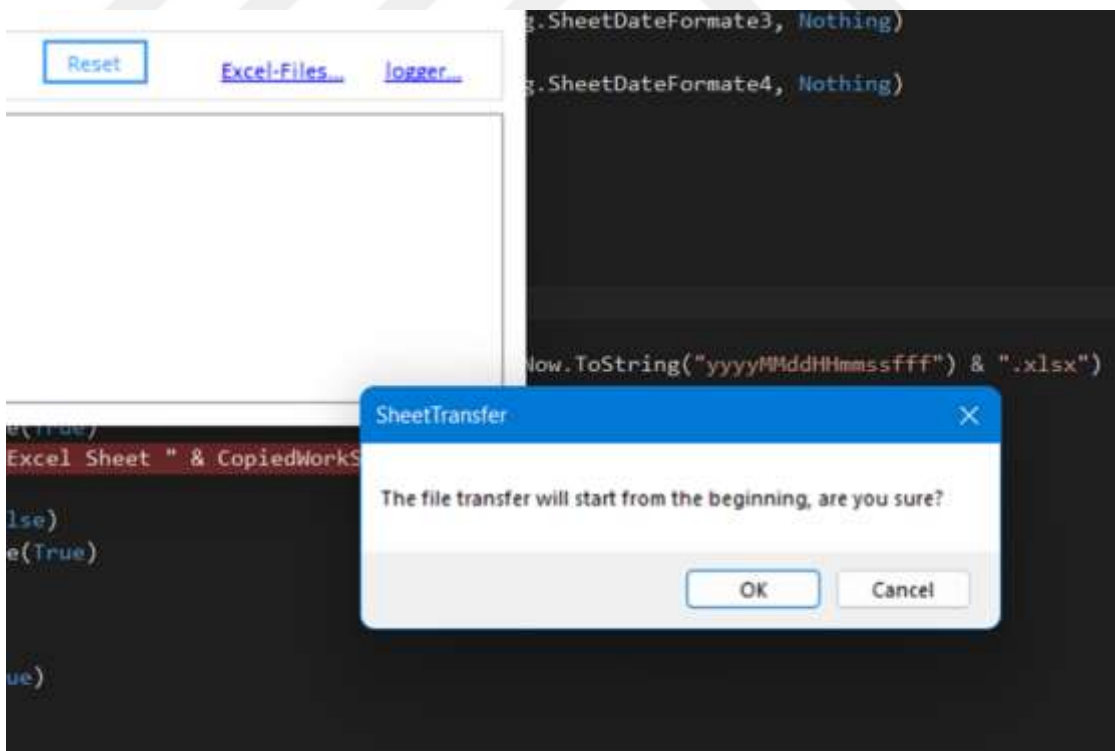 g.SheetDateFormate3, Nothing)
Reset Excel-Files... logger...
g.SheetDateFormate4, Nothing)
Now.ToString("yyyyMMddHHmmssfff") & ".xlsx")
SheetTransfer
e(True)
Excel Sheet " & CopiedWorkS
The file transfer will start from the beginning, are you sure?
lse)
e(True)
OK Cancel
ue)